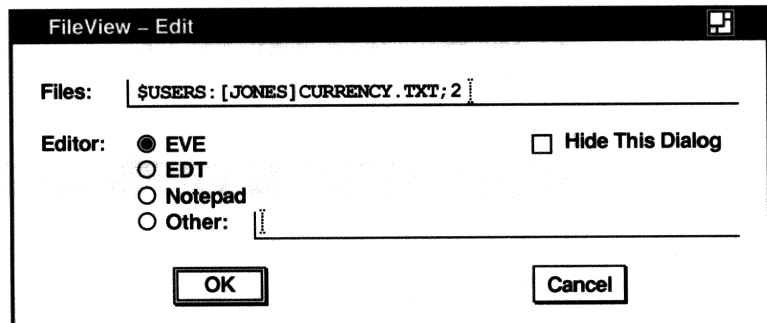 FileView – Edit
Files: $USERS:[JONES]CURRENCY.TXT;2
Editor: EVE Hide This Dialog
EDT
Notepad
Other:
OK Cancel